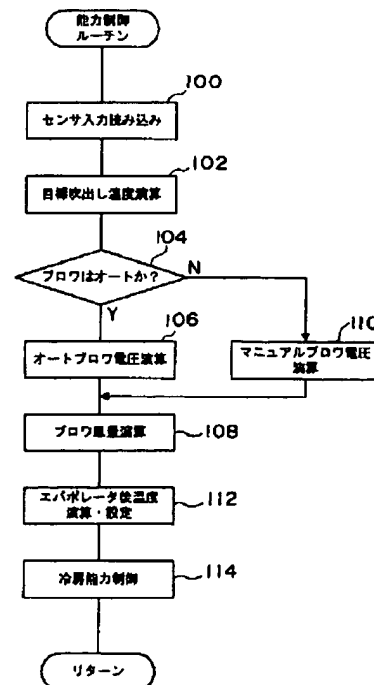 能力制御
ルーチン
100
センサ入力読み込み
102
目標吹出し温度演算
104
ブロワはオートか？
N
Y
106
110
オートブロワ電圧演算
マニュアルブロワ電圧
演算
ブロワ風量演算
108
エバポレータ後温度
演算・設定
112
冷房能力制御
114
リターン